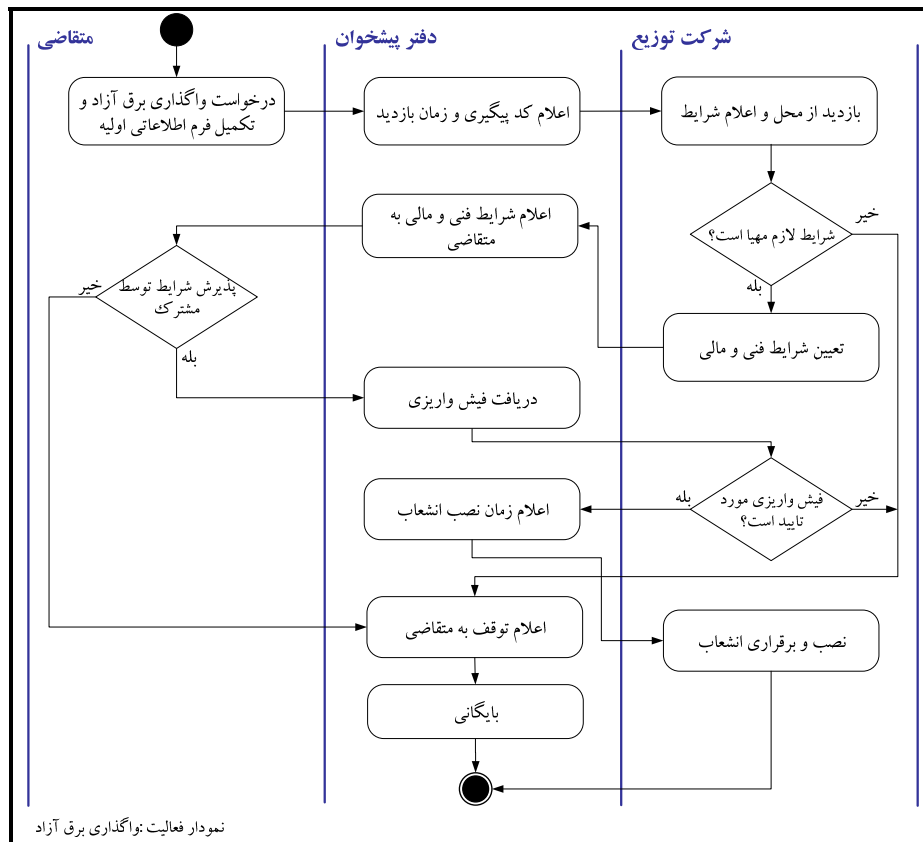 متقاضی
دفتر پیشخوان
شرکت توزیع
درخواست واگذاری برق آزاد و
تکمیل فرم اطلاعاتی اولیه
اعلام کد پیگیری و زمان بازدید
بازدید از محل و اعلام شرایط
شرایط لازم مهیا است؟
خیر
بله
تعیین شرایط فنی و مالی
اعلام شرایط فنی و مالی به
متقاضی
پذیرش شرایط توسط
مشترك
خیر
بله
دریافت فیش واریزی
فیش واریزی مورد
تایید است؟
خیر
بله
اعلام زمان نصب انشعاب
نصب و برقراری انشعاب
اعلام توقف به متقاضی
بایگانی
نمودار فعالیت :واگذاری برق آزاد